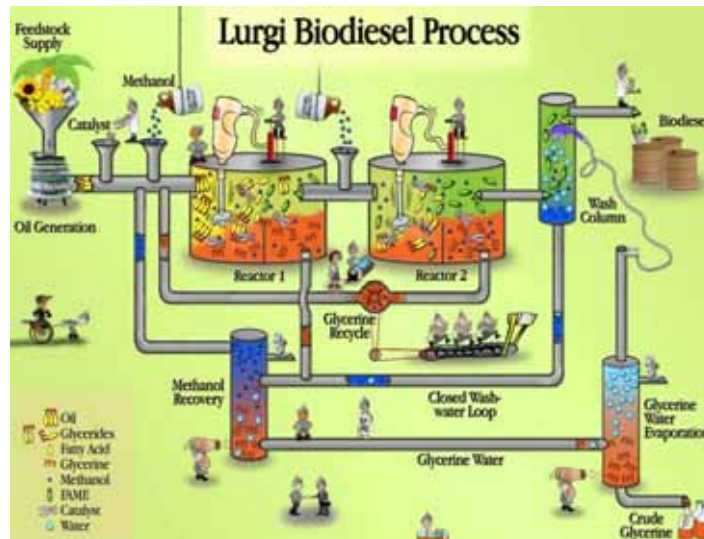 Lurgi Biodiesel Process
Feedstock
Supply
Methanol
Catalyst
Biodiesel
Wash
Column
Oil Generation
Reactor 1
Reactor 2
Glycerine
Recycle
Methanol
Recovery
Closed Wash-
water Loop
Glycerine
Water
Evaporation
Glycerine Water
Crude
Glycerine
Oil
Glycerides
Fatty Acid
Glycerine
Methanol
FAME
Catalyst
Water